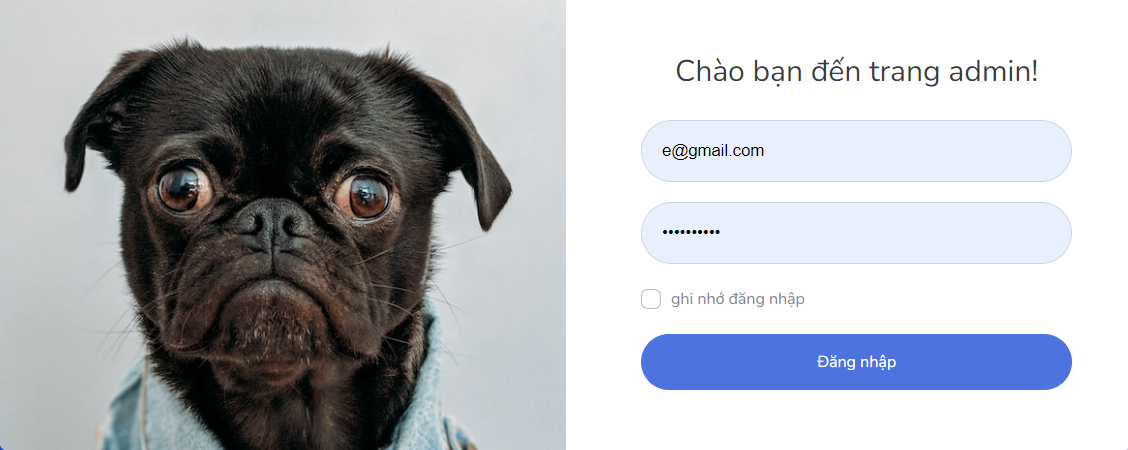 Chào bạn đến trang admin!
e@gmail.com
••••••••••
ghi nhớ đăng nhập
Đăng nhập